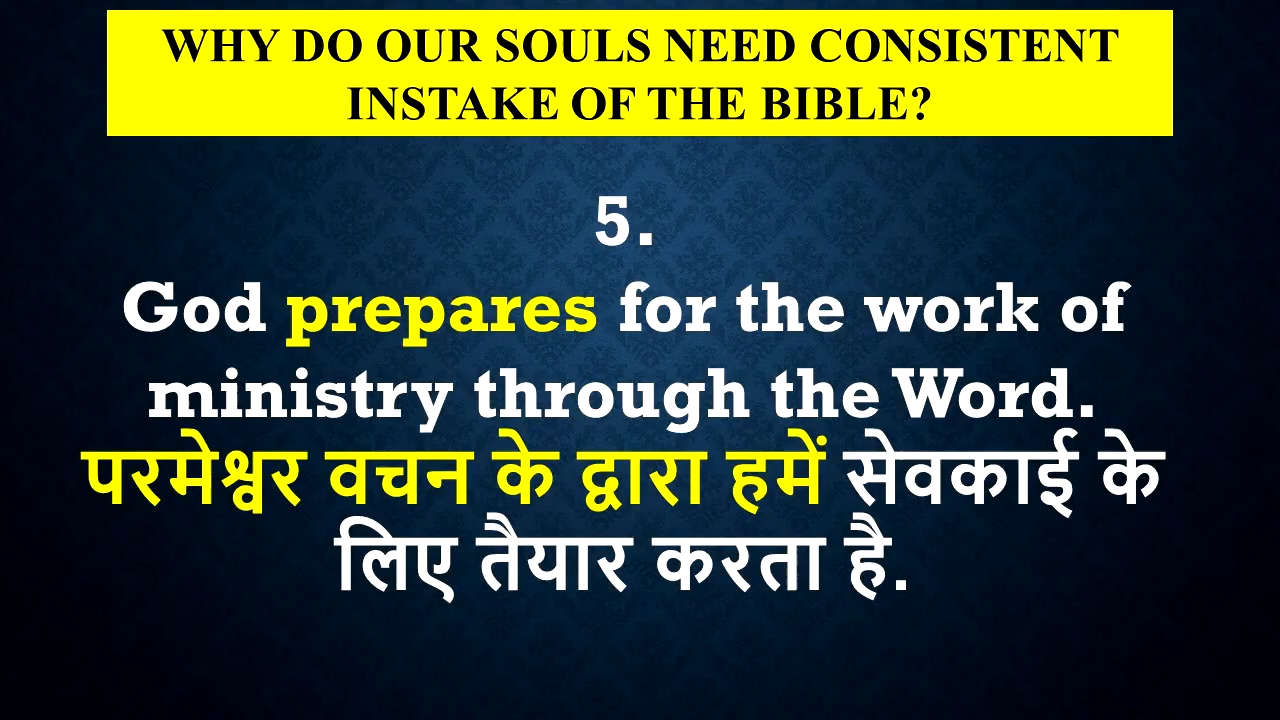 WHY DO OUR SOULS NEED CONSISTENT
INSTAKE OF THE BIBLE?
5.
God prepares for the work of
ministry through the Word.
परमेश्वर वचन के द्वारा हमें सेवकाई के
लिए तैयार करता है.